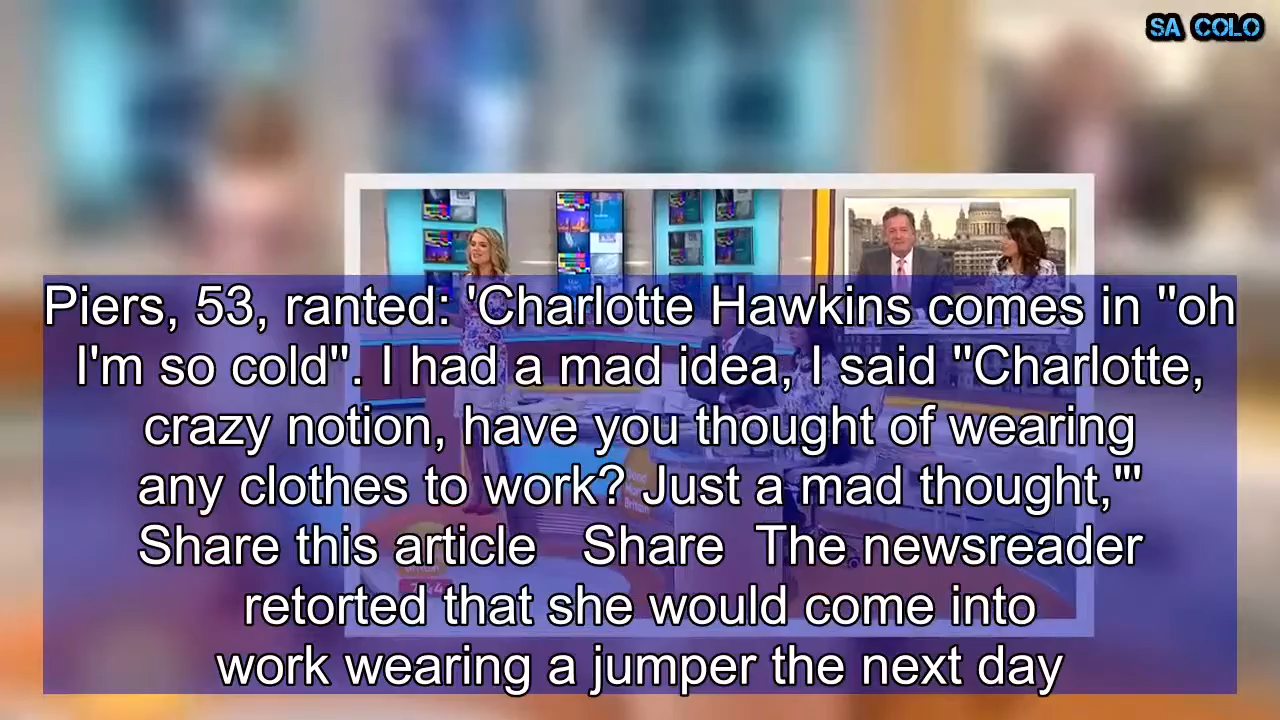 SA COLO
Piers, 53, ranted: 'Charlotte Hawkins comes in "oh
I'm so cold". I had a mad idea, I said "Charlotte,
crazy notion, have you thought of wearing
any clothes to work? Just a mad thought,"'
Share this article Share The newsreader
retorted that she would come into
work wearing a jumper the next day